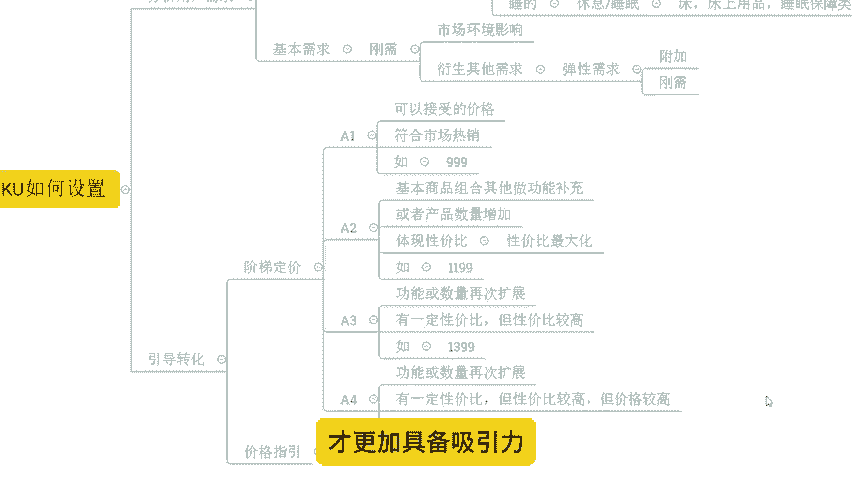 睡的 休息/睡眠 床，床上用品，睡眠保障类
市场环境影响
基本需求 刚需
衍生其他需求 弹性需求
附加
刚需
KU如何设置
引导转化
阶梯定价
A1
可以接受的价格
符合市场热销
如 999
A2
基本商品组合其他做功能补充
或者产品数量增加
体现性价比 性价比最大化
如 1199
A3
功能或数量再次扩展
有一定性价比，但性价比较高
如 1399
A4
功能或数量再次扩展
有一定性价比，但性价比较高，但价格较高
价格指引
才更加具备吸引力